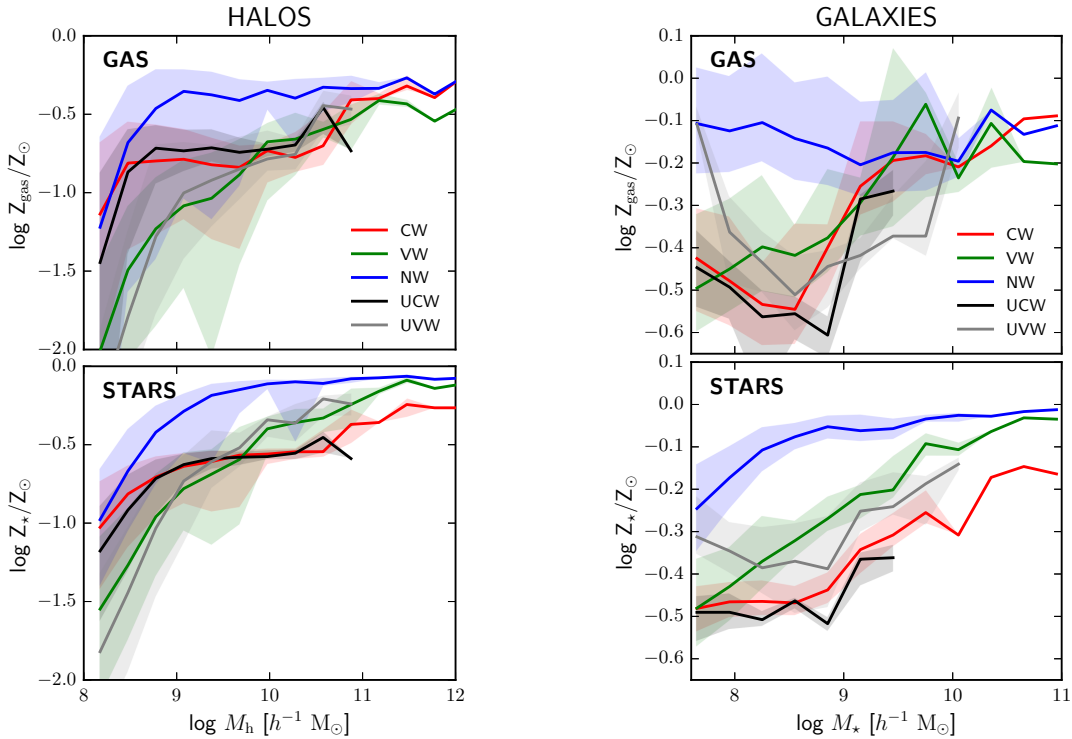 HALOS
GALAXIES
GAS
0.0
−0.5
−1.0
−1.5
−2.0
log Z_gas/Z_⊙
CW
VW
NW
UCW
UVW
GAS
0.1
0.0
−0.1
−0.2
−0.3
−0.4
−0.5
−0.6
log Z_gas/Z_⊙
CW
VW
NW
UCW
UVW
STARS
0.0
−0.5
−1.0
−1.5
−2.0
log Z_⋆/Z_⊙
8 9 10 11 12
log M_h [h⁻¹ M_⊙]
STARS
0.1
0.0
−0.1
−0.2
−0.3
−0.4
−0.5
−0.6
log Z_⋆/Z_⊙
8 9 10 11
log M_⋆ [h⁻¹ M_⊙]